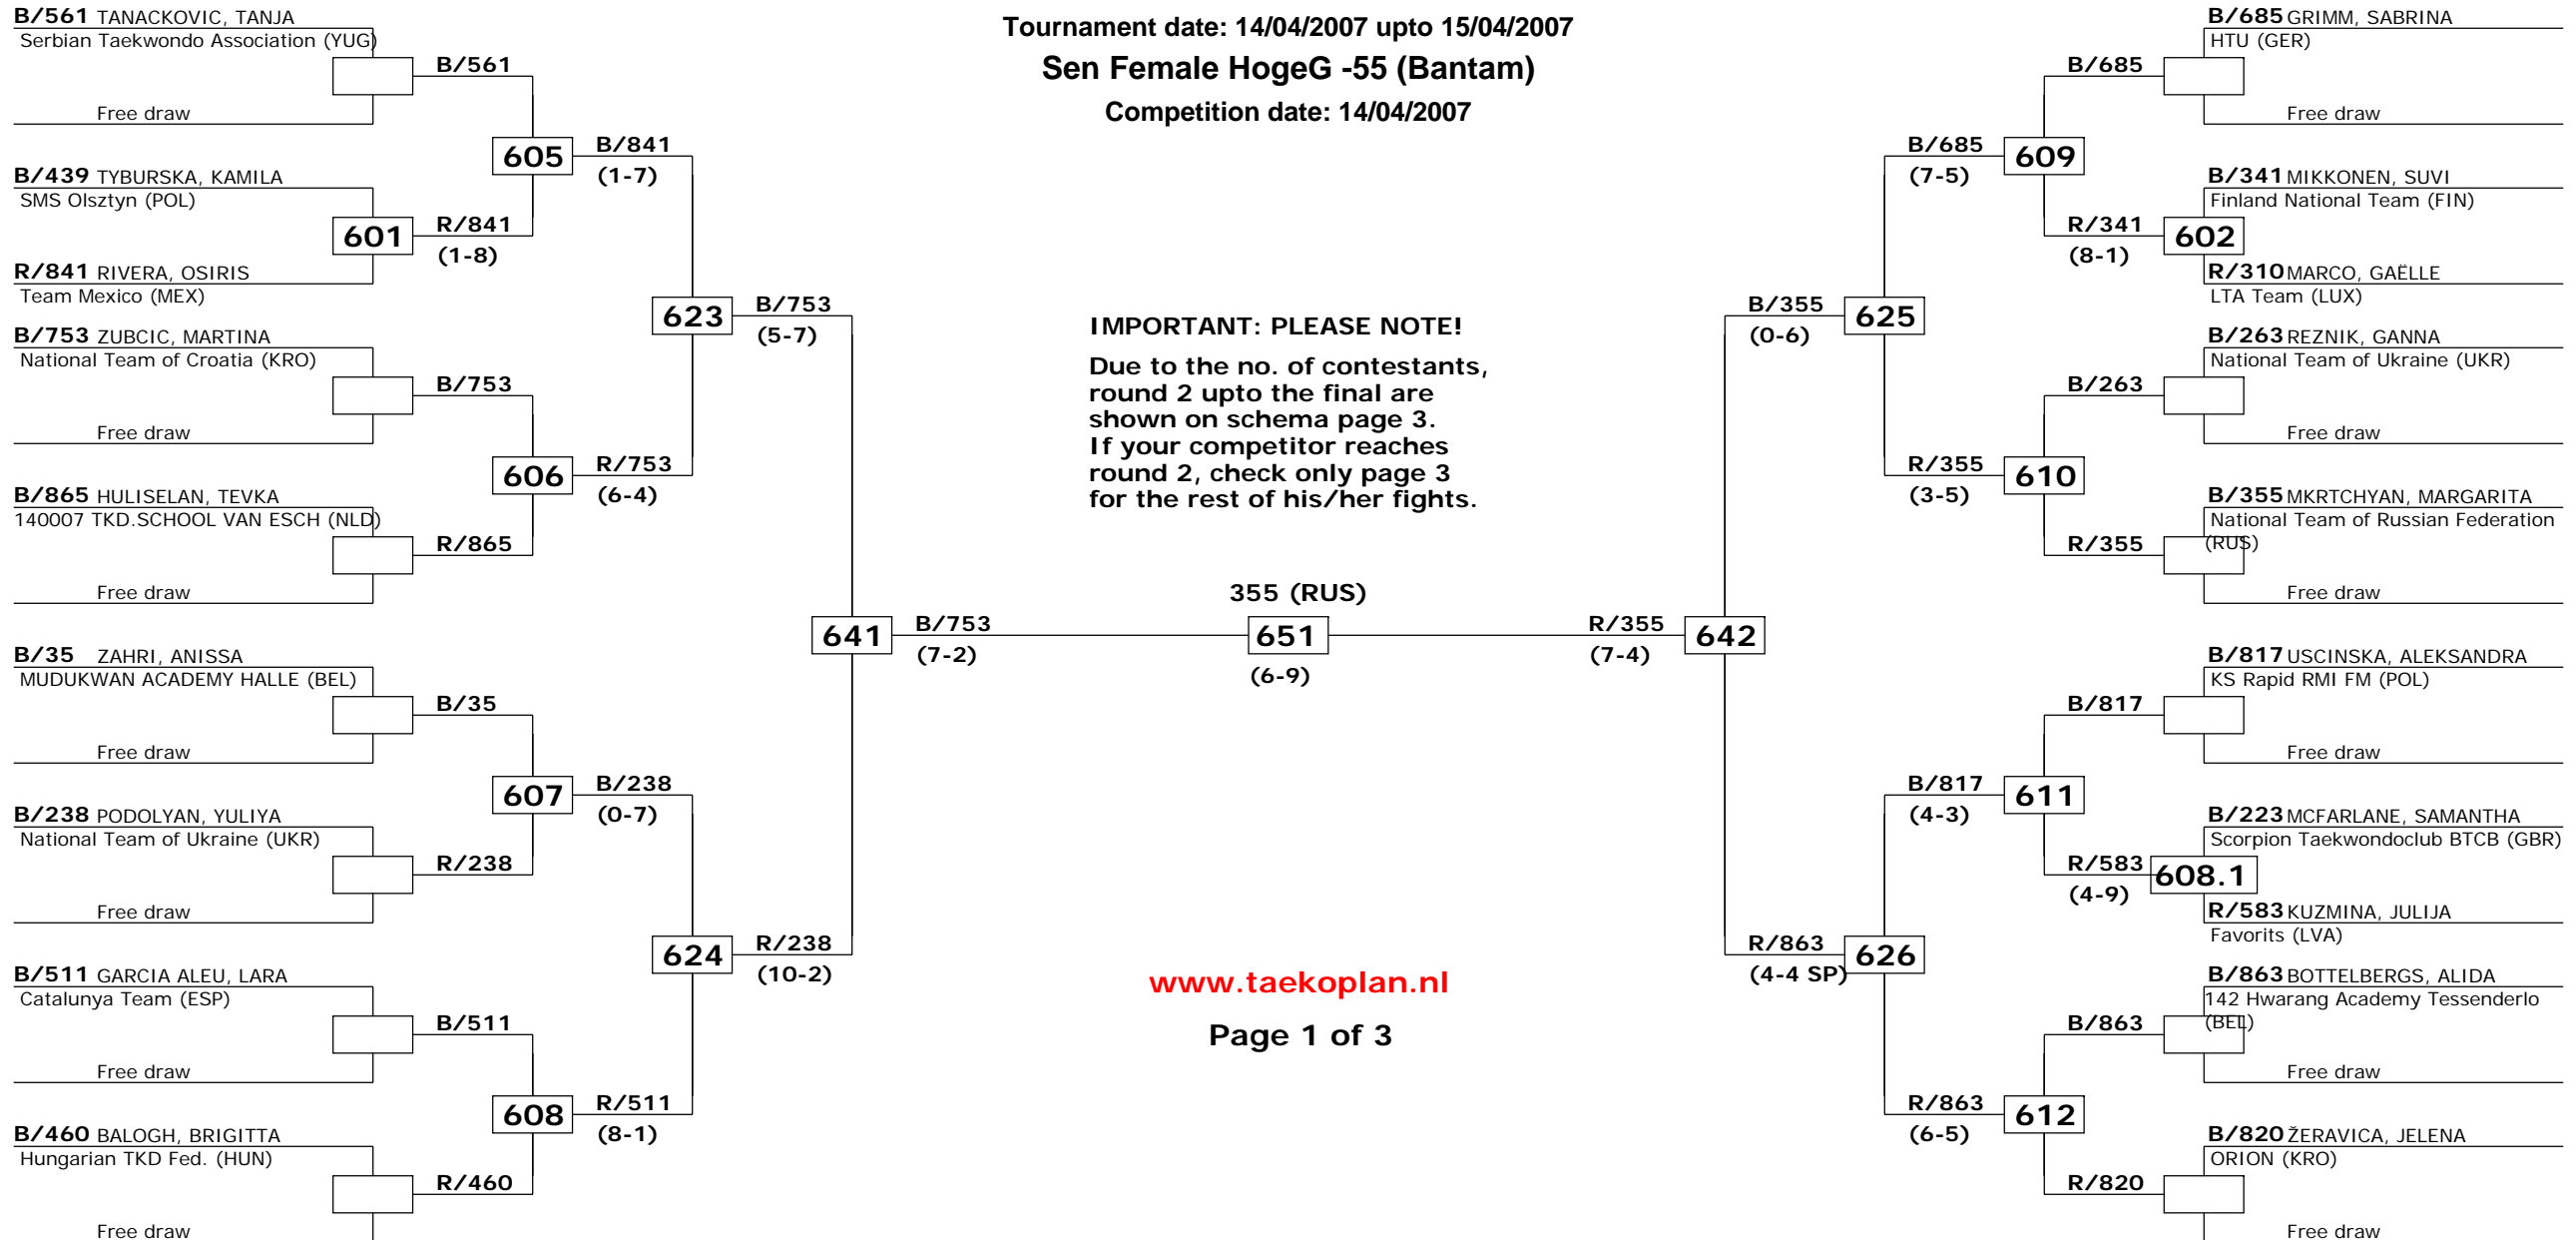 Tournament date: 14/04/2007 upto 15/04/2007
Sen Female HogeG -55 (Bantam)
Competition date: 14/04/2007
B/561 TANACKOVIC, TANJA
Serbian Taekwondo Association (YUG)
B/561
Free draw
605
B/841
(1-7)
B/439 TYBURSKA, KAMILA
SMS Olsztyn (POL)
601
R/841
(1-8)
R/841 RIVERA, OSIRIS
Team Mexico (MEX)
623
B/753
(5-7)
B/753 ZUBCIC, MARTINA
National Team of Croatia (KRO)
B/753
Free draw
606
R/753
(6-4)
B/865 HULISELAN, TEVKA
140007 TKD.SCHOOL VAN ESCH (NLD)
R/865
Free draw
641
B/753
(7-2)
B/35 ZAHRI, ANISSA
MUDUKWAN ACADEMY HALLE (BEL)
B/35
Free draw
607
B/238
(0-7)
B/238 PODOLYAN, YULIYA
National Team of Ukraine (UKR)
R/238
Free draw
624
R/238
(10-2)
B/511 GARCIA ALEU, LARA
Catalunya Team (ESP)
B/511
Free draw
608
R/511
(8-1)
B/460 BALOGH, BRIGITTA
Hungarian TKD Fed. (HUN)
R/460
Free draw
IMPORTANT: PLEASE NOTE!
Due to the no. of contestants,
round 2 upto the final are
shown on schema page 3.
If your competitor reaches
round 2, check only page 3
for the rest of his/her fights.
355 (RUS)
651
(6-9)
www.taekoplan.nl
Page 1 of 3
B/685 GRIMM, SABRINA
HTU (GER)
B/685
Free draw
B/685
(7-5)
609
B/341 MIKKONEN, SUVI
Finland National Team (FIN)
R/341
(8-1)
602
R/310 MARCO, GAËLLE
LTA Team (LUX)
B/355
(0-6)
625
B/263 REZNIK, GANNA
National Team of Ukraine (UKR)
B/263
Free draw
R/355
(3-5)
610
B/355 MKRTCHYAN, MARGARITA
National Team of Russian Federation
(RUS)
R/355
Free draw
R/355
(7-4)
642
B/817 USCINSKA, ALEKSANDRA
KS Rapid RMI FM (POL)
B/817
Free draw
B/817
(4-3)
611
B/223 MCFARLANE, SAMANTHA
Scorpion Taekwondoclub BTCB (GBR)
R/583
(4-9)
608.1
R/583 KUZMINA, JULIJA
Favorits (LVA)
R/863
(4-4 SP)
626
B/863 BOTTELBERGS, ALIDA
142 Hwarang Academy Tessenderlo
(BEL)
B/863
Free draw
R/863
(6-5)
612
B/820 ŽERAVICA, JELENA
ORION (KRO)
R/820
Free draw